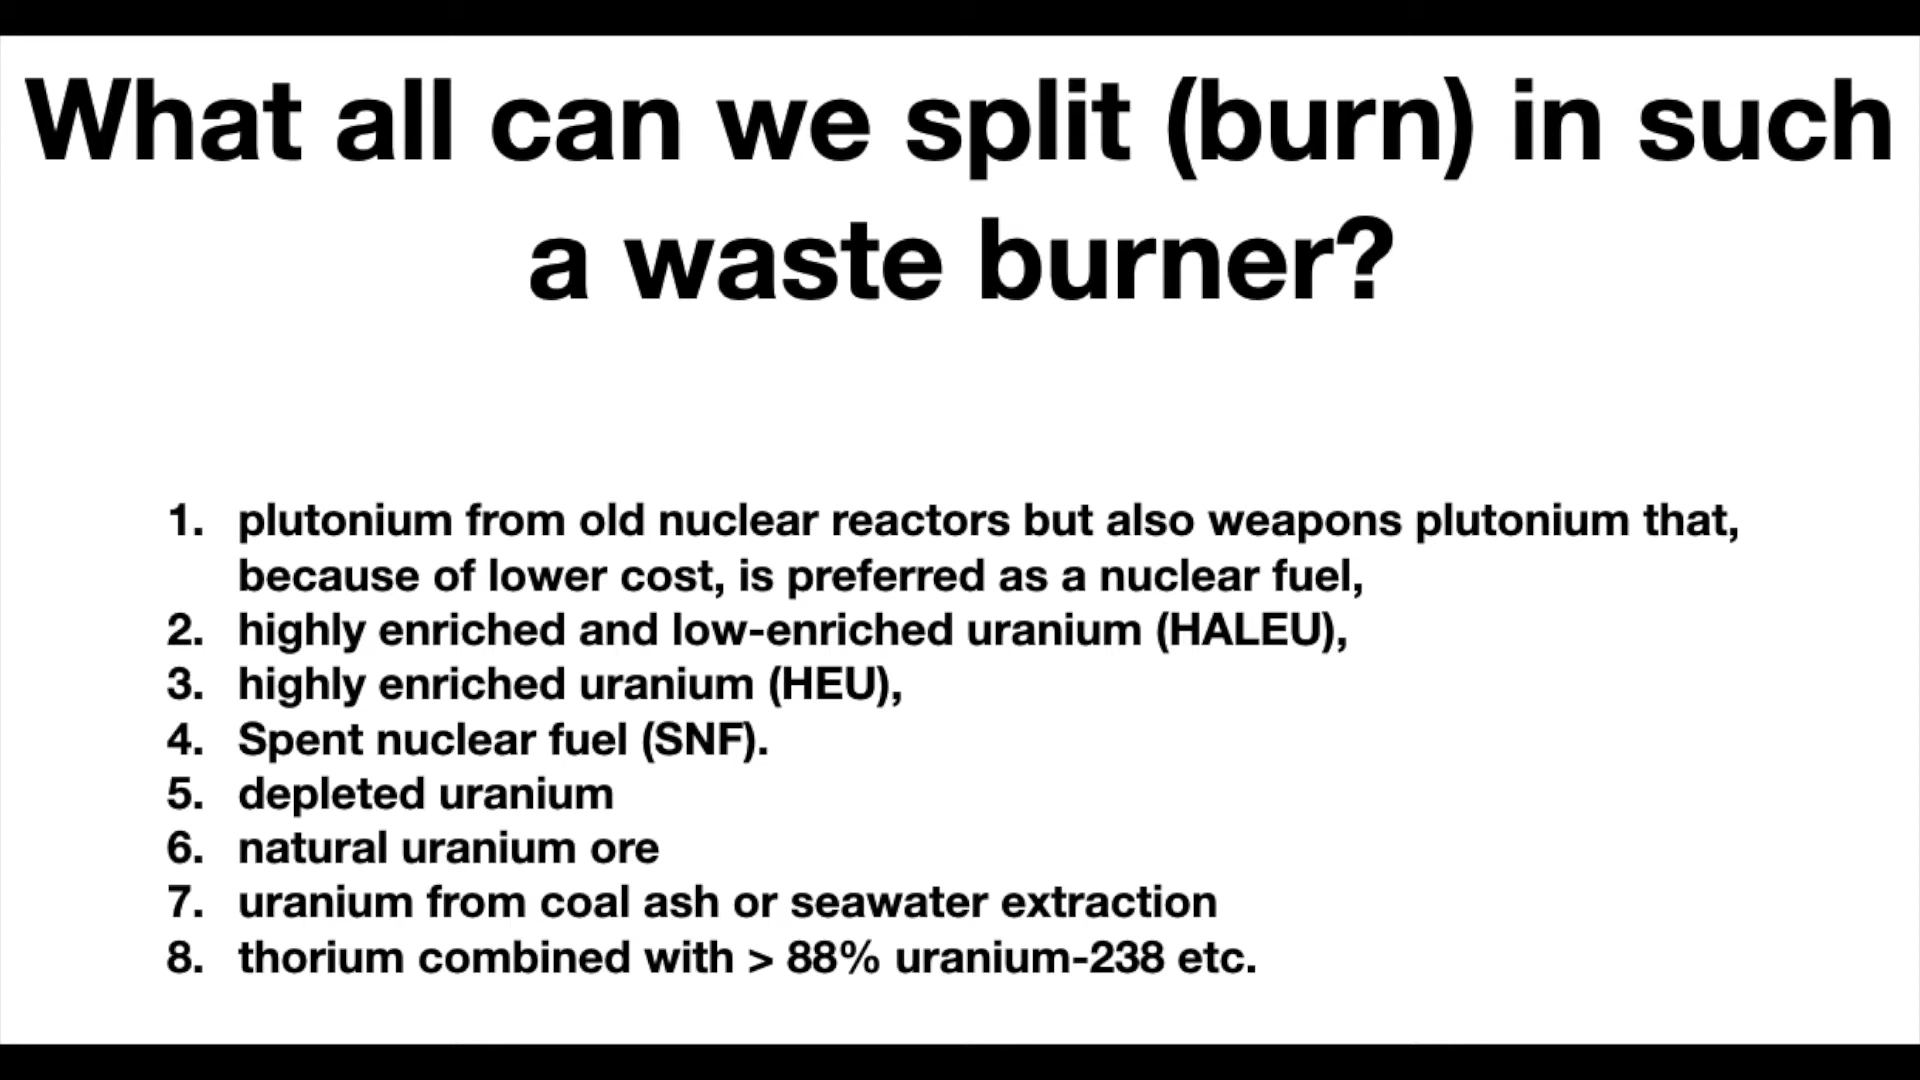 What all can we split (burn) in such
a waste burner?
1. plutonium from old nuclear reactors but also weapons plutonium that,
because of lower cost, is preferred as a nuclear fuel,
2. highly enriched and low-enriched uranium (HALEU),
3. highly enriched uranium (HEU),
4. Spent nuclear fuel (SNF).
5. depleted uranium
6. natural uranium ore
7. uranium from coal ash or seawater extraction
8. thorium combined with > 88% uranium-238 etc.